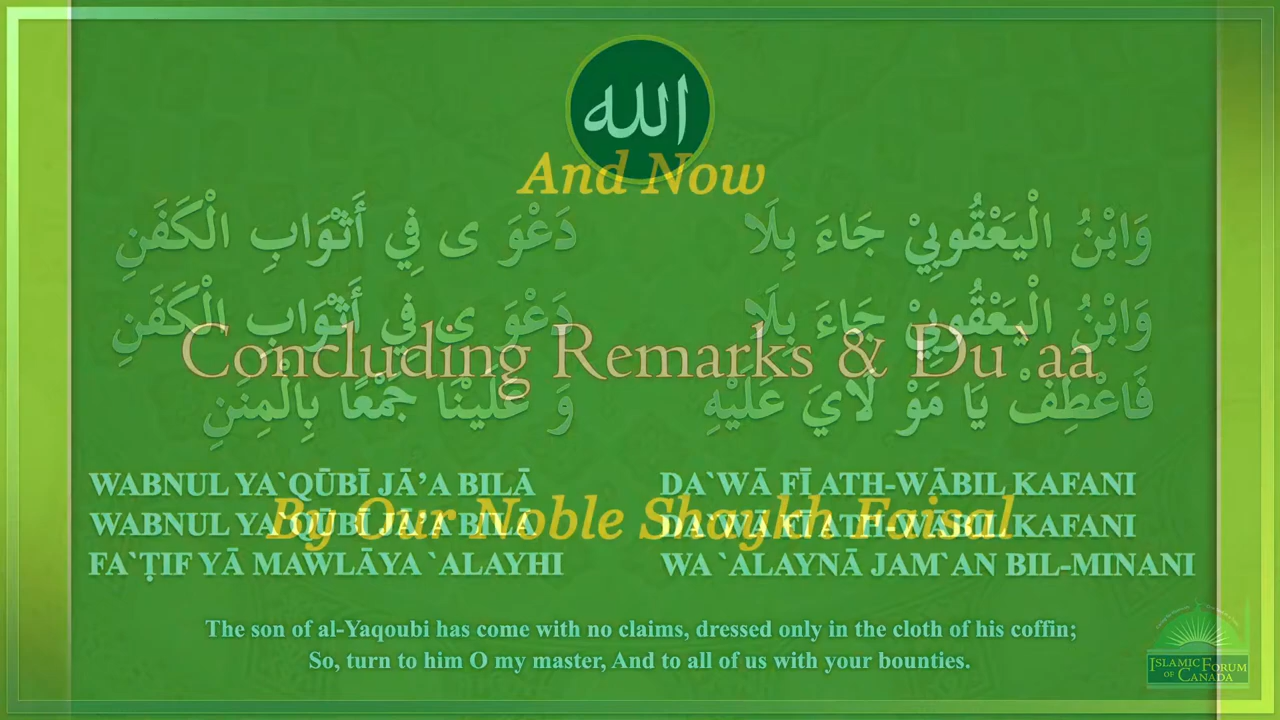 الله
And Now
وَابْنُ الْيَعْقُوبِيْ جَاءَ بِلَا دَعْوَ ى فِي أَثْوَابِ الْكَفَنِ
وَابْنُ الْيَعْقُوبِيْ جَاءَ بِلَا دَعْوَ ى فِي أَثْوَابِ الْكَفَنِ
Concluding Remarks & Du`aa
فَاعْطِفْ يَا مَوْ لَايَ عَلَيْهِ وَ عَلَيْنَا جَمْعًا بِالْمِنَنِ
WABNUL YA`QŪBĪ JĀ’A BILĀ DA`WĀ FĪ ATH-WĀBIL KAFANI
WABNUL YA`QŪBĪ JĀ’A BILĀ DA`WĀ FĪ ATH-WĀBIL KAFANI
By Our Noble Shaykh Faisal
FA`ṬIF YĀ MAWLĀYA `ALAYHI WA `ALAYNĀ JAM`AN BIL-MINANI
The son of al-Yaqoubi has come with no claims, dressed only in the cloth of his coffin;
So, turn to him O my master, And to all of us with your bounties.
ISLAMIC FORUM
OF CANADA